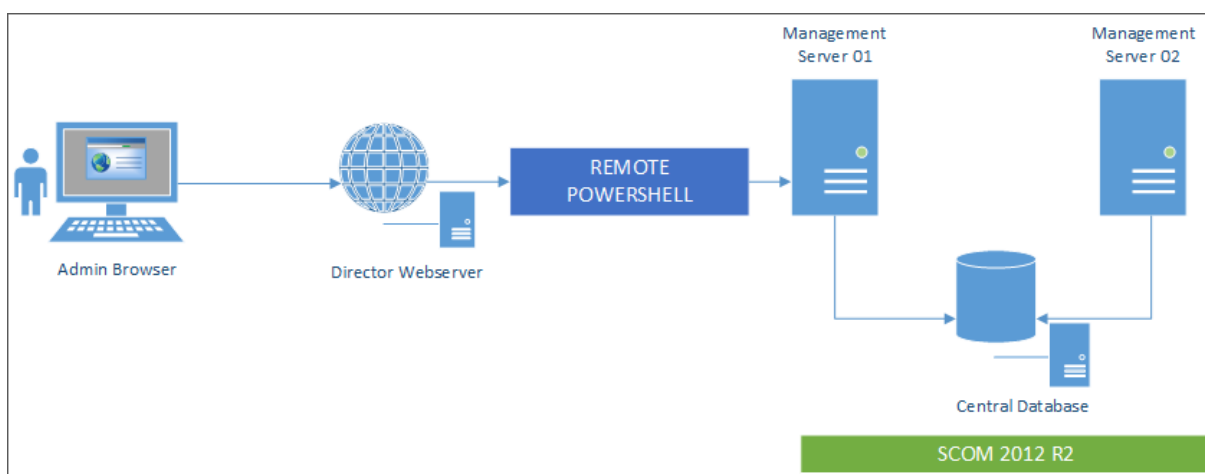 Management
Server 01
Management
Server 02
REMOTE
POWERSHELL
Admin Browser
Director Webserver
Central Database
SCOM 2012 R2